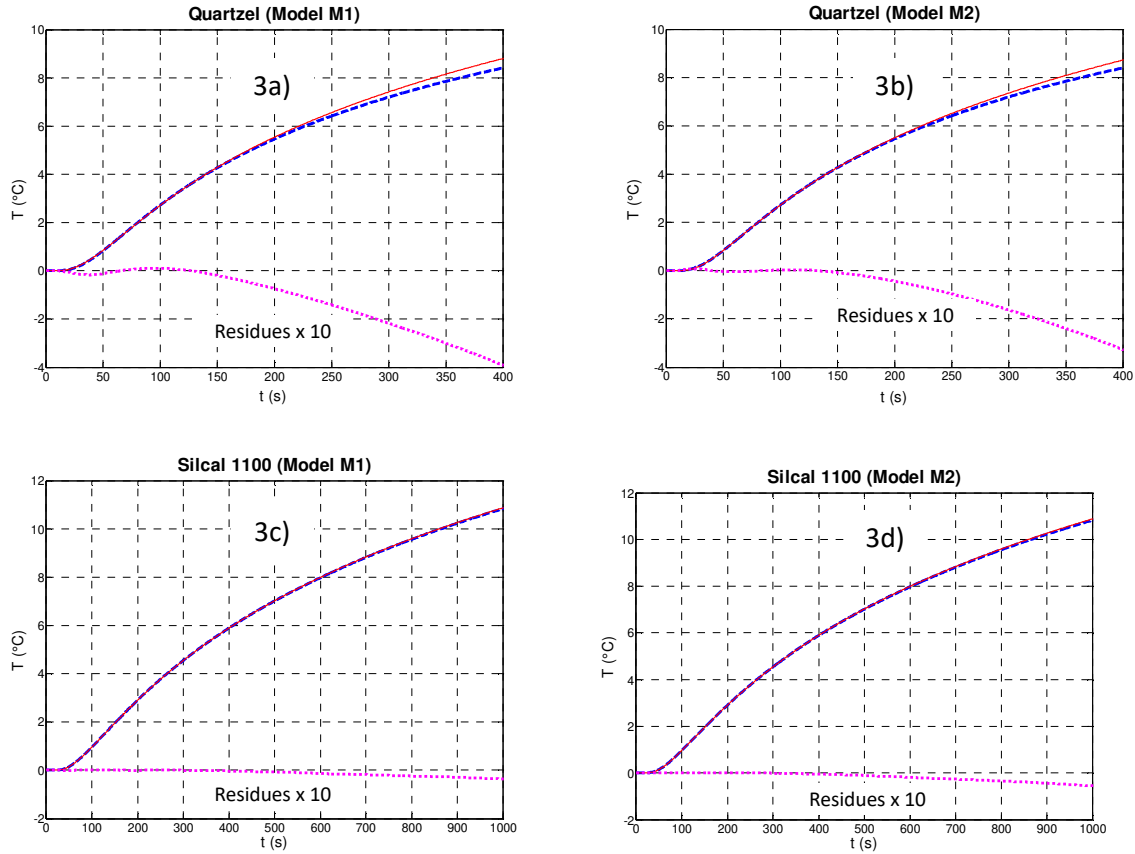 Quartzel (Model M1)
10
8
6
4
2
0
-2
-4
T (°C)
3a)
Residues x 10
0 50 100 150 200 250 300 350 400
t (s)
Quartzel (Model M2)
10
8
6
4
2
0
-2
-4
T (°C)
3b)
Residues x 10
0 50 100 150 200 250 300 350 400
t (s)
Silcal 1100 (Model M1)
12
10
8
6
4
2
0
-2
T (°C)
3c)
Residues x 10
0 100 200 300 400 500 600 700 800 900 1000
t (s)
Silcal 1100 (Model M2)
12
10
8
6
4
2
0
-2
T (°C)
3d)
Residues x 10
0 100 200 300 400 500 600 700 800 900 1000
t (s)